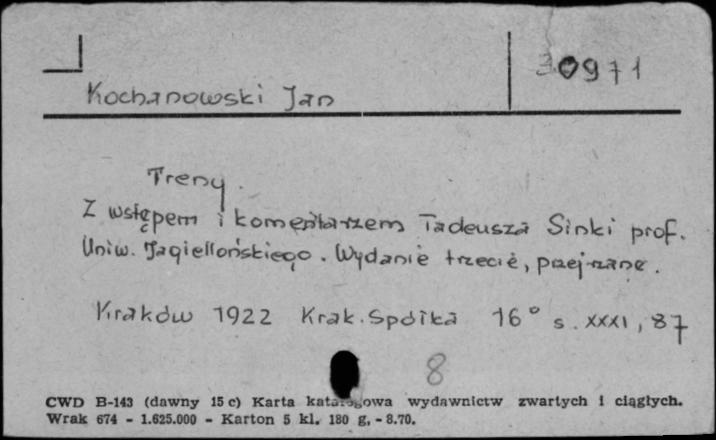 30971
Kochanowski Jan
Treny.
Z wstępem i komentarzem Tadeusza Sinki prof.
Uniw. Jagiellońskiego. Wydanie trzecie, przejrzane.
Kraków 1922 Krak. Spółka 16° s. XXXI, 87
8
CWD B-143 (dawny 15 c) Karta katalogowa wydawnictw zwartych i ciągłych.
Wrak 674 - 1.625.000 - Karton 5 kl. 180 g. - 8.70.